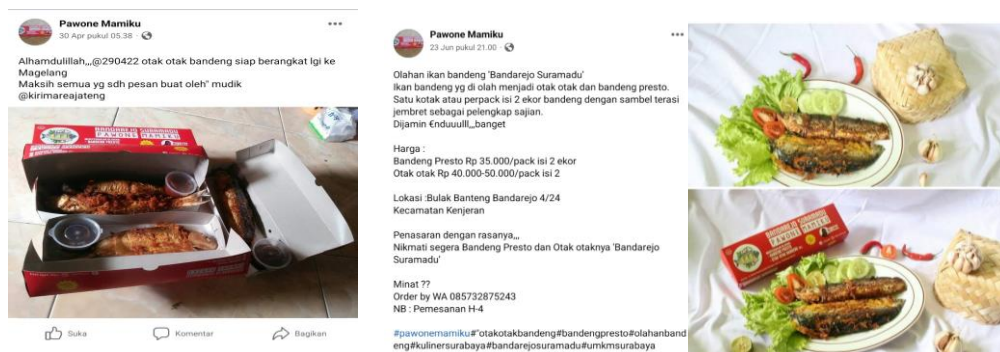 Pawone Mamiku
30 Apr pukul 05.38 ·
Alhamdulillah,,,@290422 otak otak bandeng siap berangkat lgi ke
Magelang
Maksih semua yg sdh pesan buat oleh" mudik
@kirimareajateng
BANDAREJO SURAMADU
PAWONE MAMIKU
Suka
Komentar
Bagikan
Pawone Mamiku
23 Jun pukul 21.00 ·
Olahan ikan bandeng 'Bandarejo Suramadu'
Ikan bandeng yg di olah menjadi otak otak dan bandeng presto.
Satu kotak atau perpack isi 2 ekor bandeng dengan sambel terasi
jembret sebagai pelengkap sajian.
Dijamin €nduuulll,,,banget
Harga :
Bandeng Presto Rp 35.000/pack isi 2 ekor
Otak otak Rp 40.000-50.000/pack isi 2
Lokasi :Bulak Banteng Bandarejo 4/24
Kecamatan Kenjeran
Penasaran dengan rasanya,,,
Nikmati segera Bandeng Presto dan Otak otaknya 'Bandarejo
Suramadu'
Minat ??
Order by WA 085732875243
NB : Pemesanan H-4
#pawonemamiku#"otakotakbandeng#bandengpresto#olahanband
eng#kulinersurabaya#bandarejosuramadu#umkmsurabaya
BANDAREJO SURAMADU
PAWONE MAMIKU